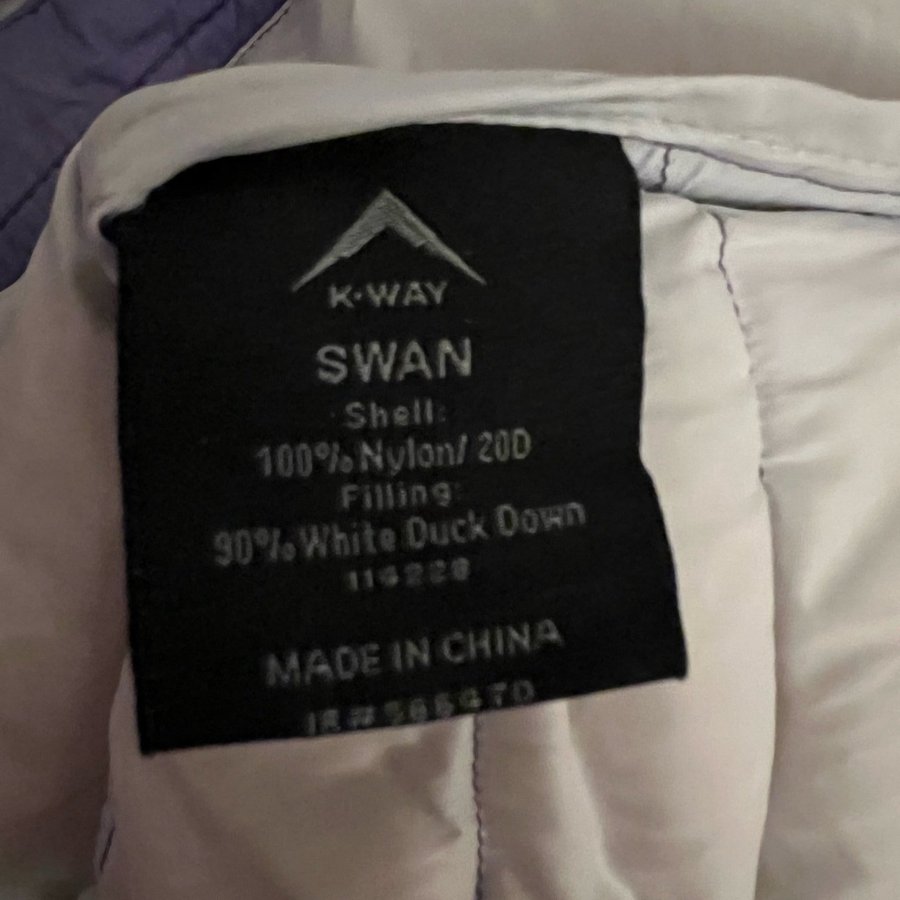 K·WAY
SWAN
Shell:
100% Nylon/ 20D
Filling:
90% White Duck Down
MADE IN CHINA